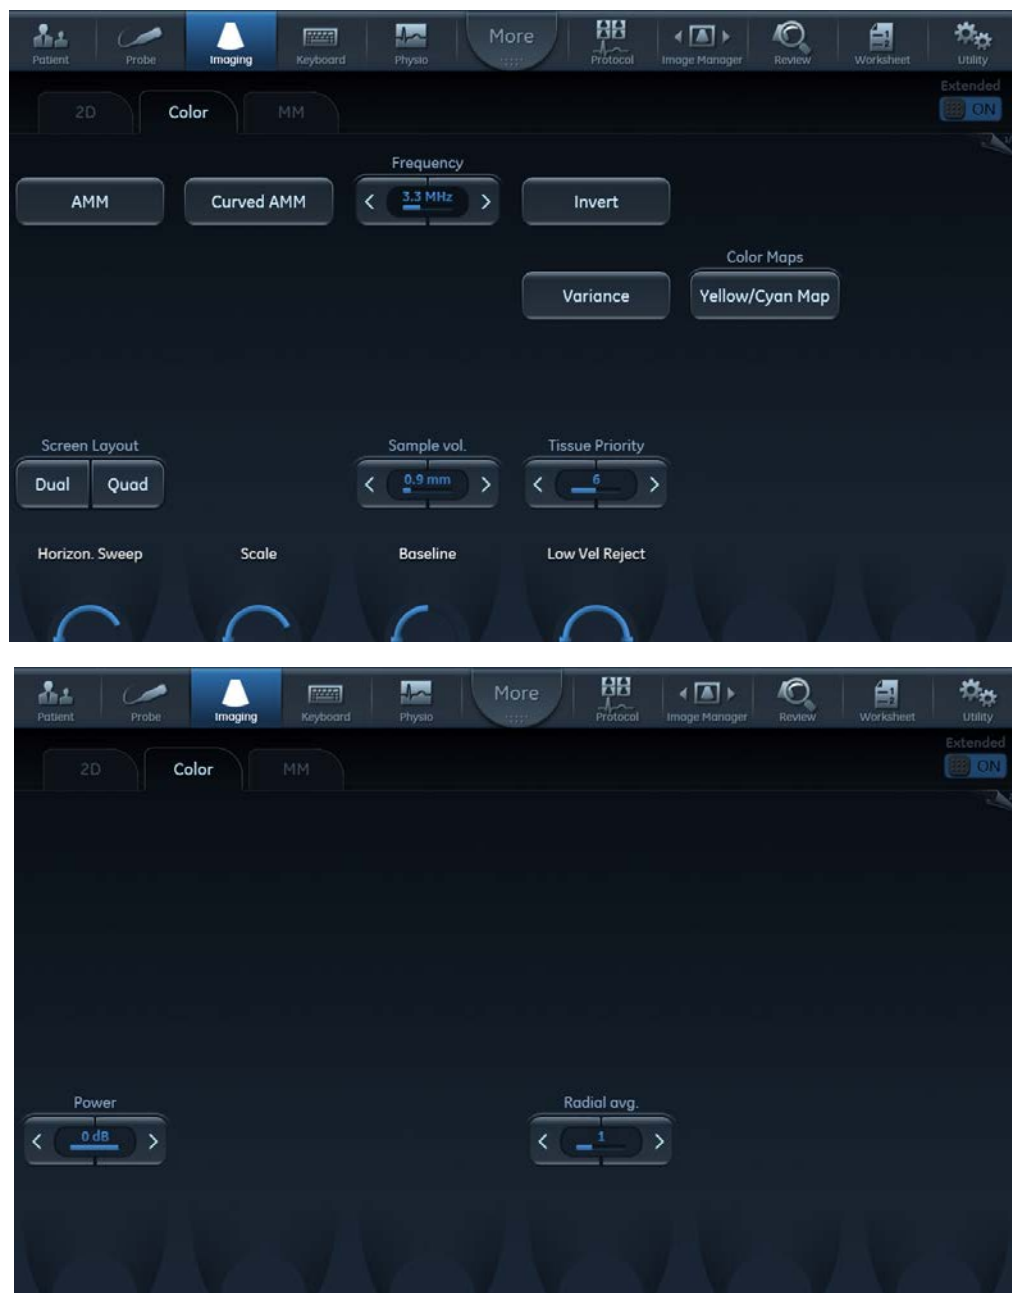 Patient Probe Imaging Keyboard Physio More Protocol Image Manager Review Worksheet Utility
Extended
2D Color MM ON
Frequency
AMM Curved AMM 3.3 MHz Invert
Color Maps
Variance Yellow/Cyan Map
Screen Layout Sample vol. Tissue Priority
Dual Quad 0.9 mm 6
Horizon. Sweep Scale Baseline Low Vel Reject
Patient Probe Imaging Keyboard Physio More Protocol Image Manager Review Worksheet Utility
Extended
2D Color MM ON
Power Radial avg.
0 dB 1